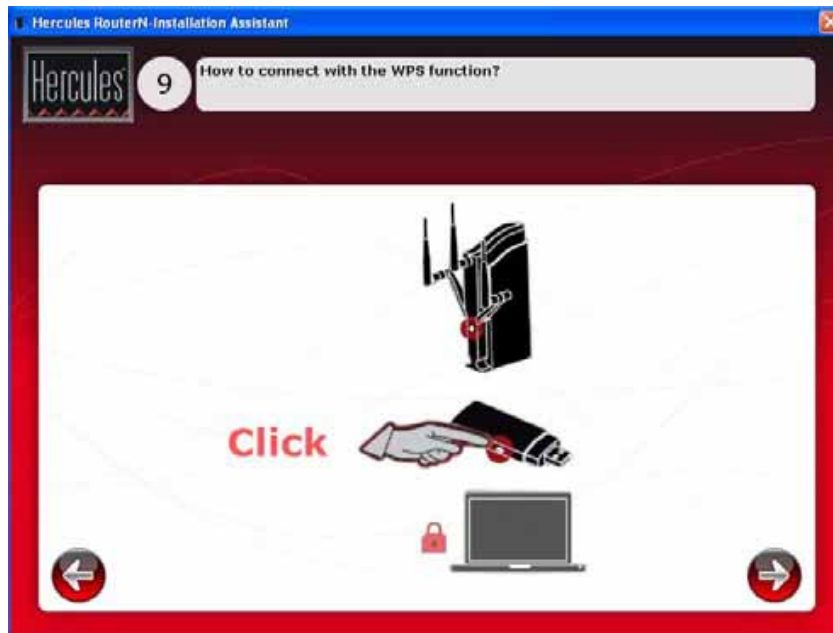 Hercules RouterN-Installation Assistant
Hercules
9
How to connect with the WPS function?
Click